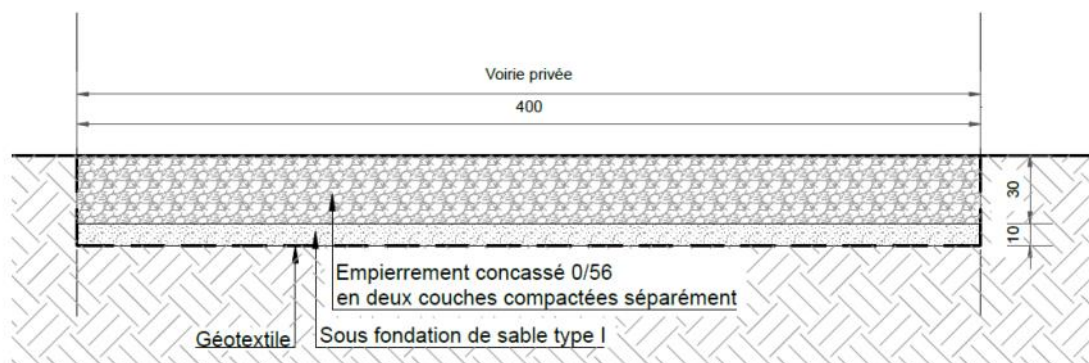 Voirie privée
400
30
10
Empierrement concassé 0/56
en deux couches compactées séparément
Géotextile
Sous fondation de sable type I